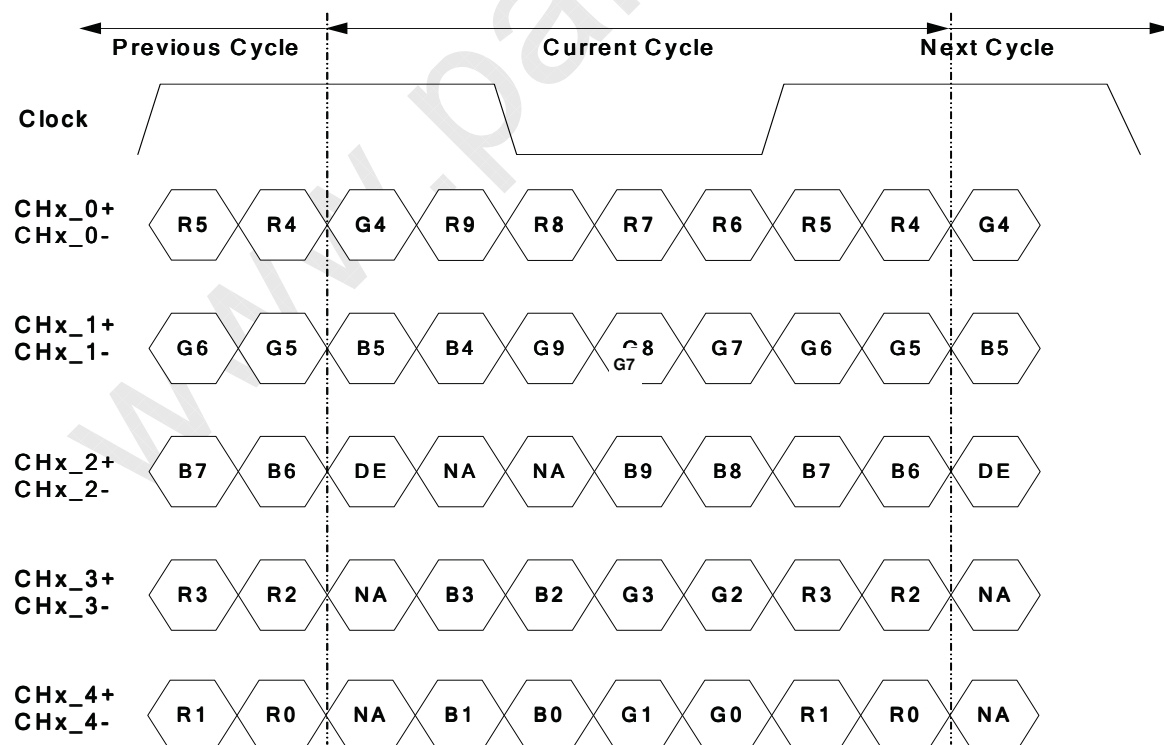 Previous Cycle Current Cycle Next Cycle
Clock
CHx_0+
CHx_0-
R5 R4 G4 R9 R8 R7 R6 R5 R4 G4
CHx_1+
CHx_1-
G6 G5 B5 B4 G9 G8 G7 G6 G5 B5
G7
CHx_2+
CHx_2-
B7 B6 DE NA NA B9 B8 B7 B6 DE
CHx_3+
CHx_3-
R3 R2 NA B3 B2 G3 G2 R3 R2 NA
CHx_4+
CHx_4-
R1 R0 NA B1 B0 G1 G0 R1 R0 NA
www.pa